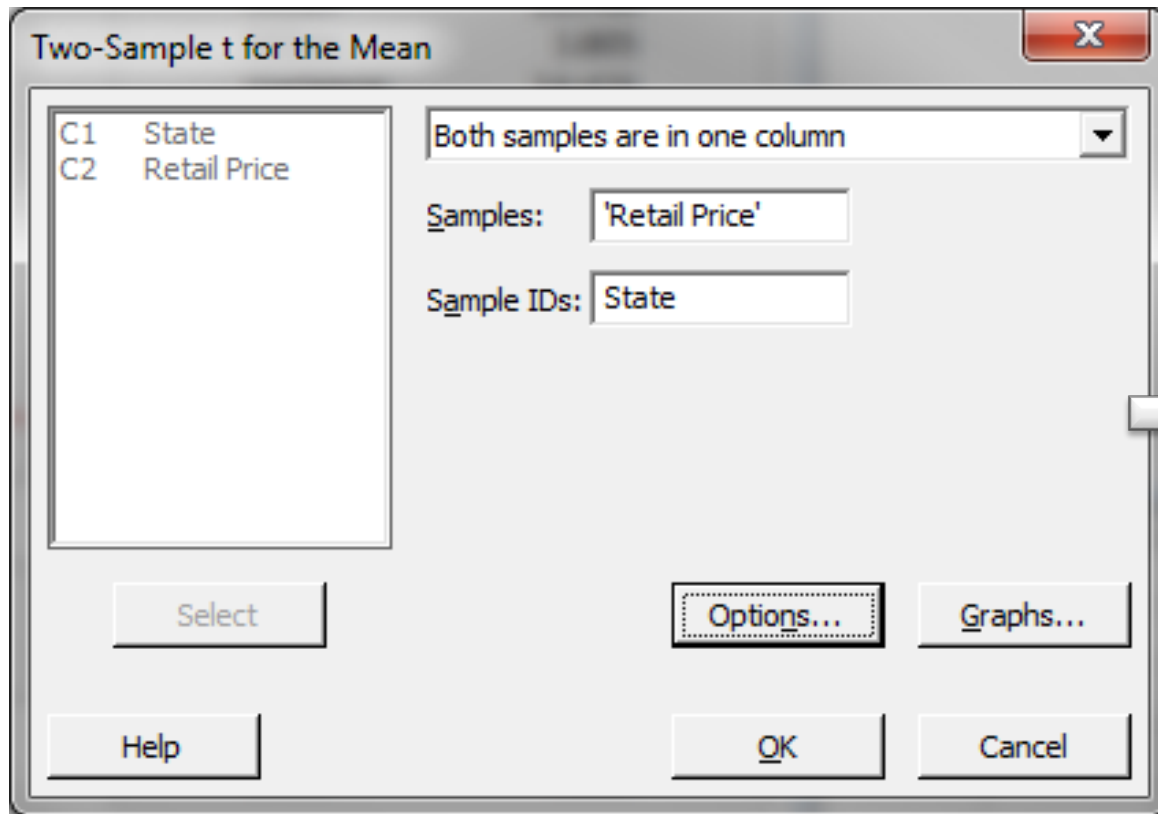 Two-Sample t for the Mean
C1 State
C2 Retail Price
Both samples are in one column
Samples: 'Retail Price'
Sample IDs: State
Select
Options...
Graphs...
Help
OK
Cancel